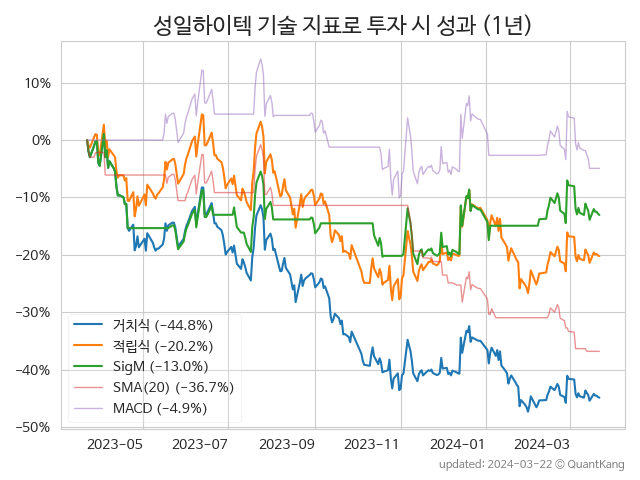 성일하이텍 기술 지표로 투자 시 성과 (1년)
10%
0%
−10%
−20%
−30%
−40%
−50%
거치식 (−44.8%)
적립식 (−20.2%)
SigM (−13.0%)
SMA(20) (−36.7%)
MACD (−4.9%)
2023−05 2023−07 2023−09 2023−11 2024−01 2024−03
updated: 2024−03−22 © QuantKang